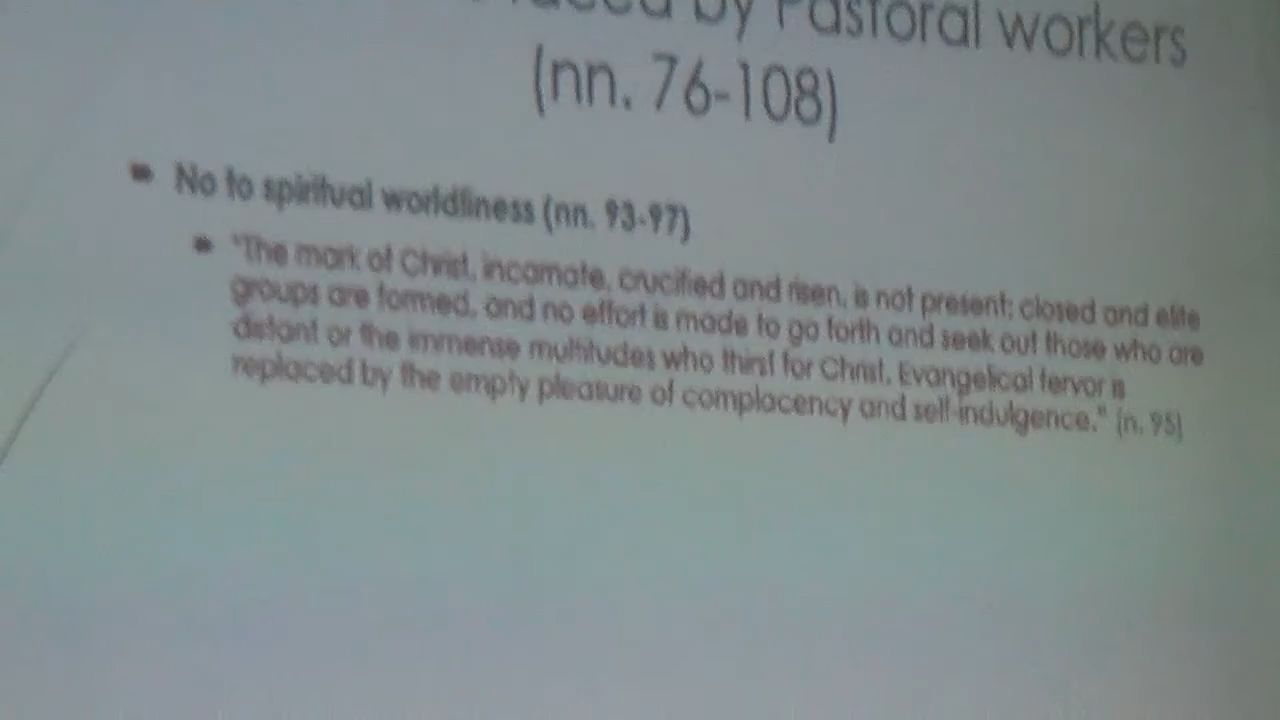 by Pastoral workers
(nn. 76-108)
No to spiritual worldliness (nn. 93-97)
"The mark of Christ, incarnate, crucified and risen, is not present; closed and elite
groups are formed, and no effort is made to go forth and seek out those who are
distant or the immense multitudes who thirst for Christ. Evangelical fervor is
replaced by the empty pleasure of complacency and self-indulgence." (n. 95)